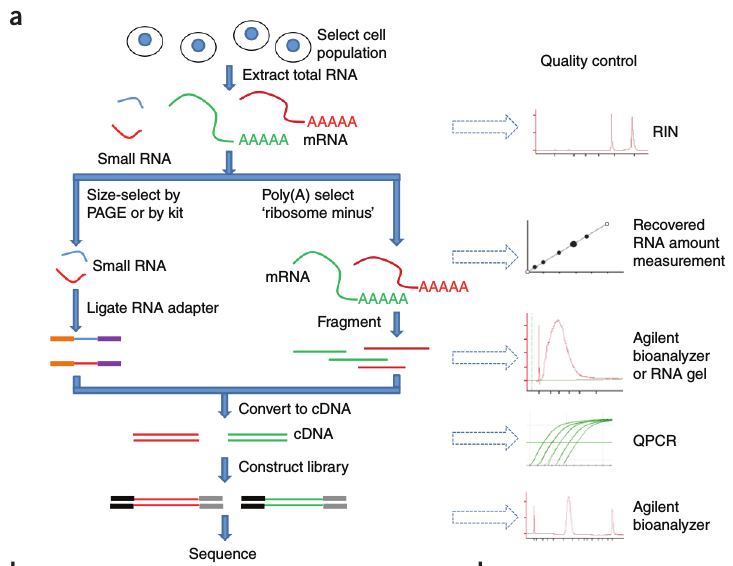 a
Select cell
population
Quality control
Extract total RNA
AAAAA
AAAAA
mRNA
RIN
Small RNA
Size-select by
PAGE or by kit
Poly(A) select
‘ribosome minus’
Recovered
RNA amount
measurement
Small RNA
mRNA
AAAAA
AAAAA
Ligate RNA adapter
Fragment
Agilent
bioanalyzer
or RNA gel
Convert to cDNA
cDNA
QPCR
Construct library
Agilent
bioanalyzer
Sequence